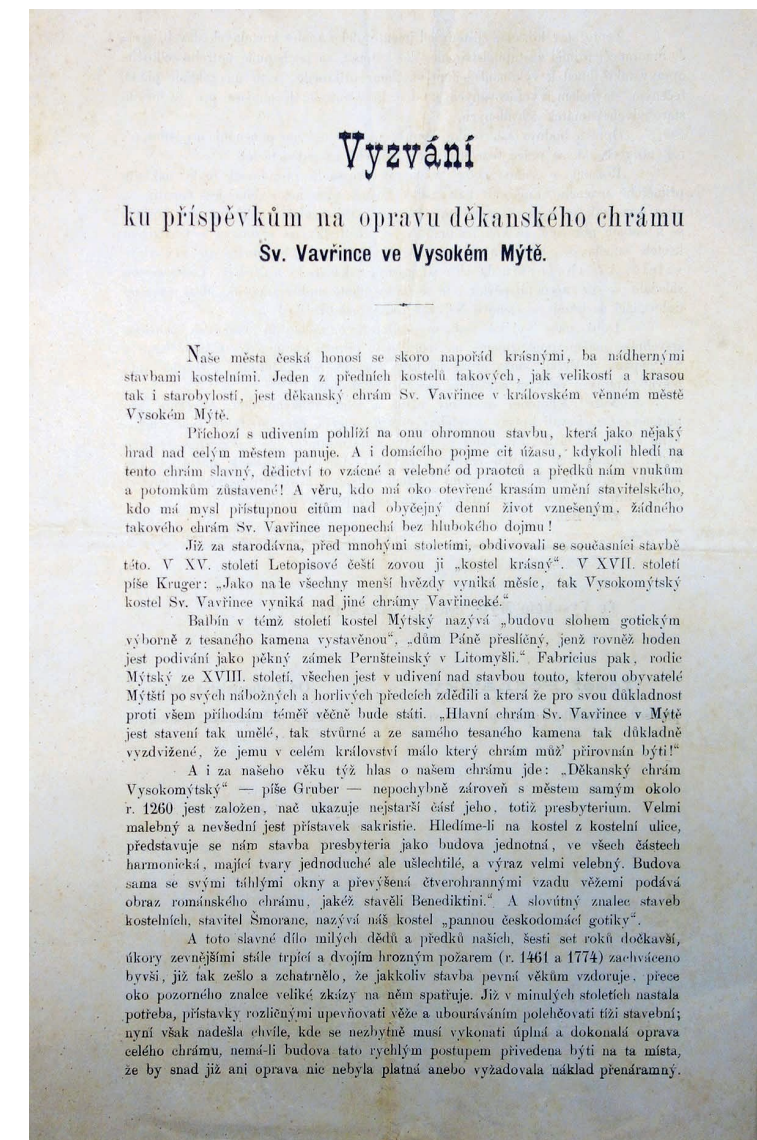 Vyzvání
ku příspěvkům na opravu děkanského chrámu
Sv. Vavřince ve Vysokém Mýtě.
Naše města česká honosí se skoro napořád krásnými, ba nádhernými
stavbami kostelními. Jeden z předních kostelů takových, jak velikostí a krasou
tak i starobylostí, jest děkanský chrám Sv. Vavřince v královském věnném městě
Vysokém Mýtě.
Příchozí s udivením pohlíží na onu ohromnou stavbu, která jako nějaký
hrad nad celým městem panuje. A i domácího pojme cit úžasu, kdykoli hledí na
tento chrám slavný, dědictví to vzácné a velebné od praotců a předků nám vnukům
a potomkům zůstavené! A věru, kdo má oko otevřené krasám umění stavitelského,
kdo má mysl přístupnou citům nad obyčejný denní život vznešeným, žádného
takového chrám Sv. Vavřince neponechá bez hlubokého dojmu!
Již za starodávna, před mnohými stoletími, obdivovali se současníci stavbě
této. V XV. století Letopisové čeští zovou ji „kostel krásný“. V XVII. století
píše Kruger: „Jako nade všechny menší hvězdy vyniká měsíc, tak Vysokomýtský
kostel Sv. Vavřince vyniká nad jiné chrámy Vavřinecké.“
Balbín v témž století kostel Mýtský nazývá „budovu slohem gotickým
výborně z tesaného kamena vystavěnou“, „dům Páně přeslíčný, jenž rovněž hoden
jest podivání jako pěkný zámek Pernšteinský v Litomyšli.“ Fabricius pak, rodic
Mýtský ze XVIII. století, všechen jest v udivení nad stavbou touto, kterou obyvatelé
Mýtští po svých nábožných a horlivých předcích zdědili a která že pro svou důkladnost
proti všem příhodám téměř věčně bude státi. „Hlavní chrám Sv. Vavřince v Mýtě
jest stavení tak umělé, tak stvůrné a ze samého tesaného kamena tak důkladně
vyzdvižené, že jemu v celém království málo který chrám můž’ přirovnán býti!“
A i za našeho věku týž hlas o našem chrámu jde: „Děkanský chrám
Vysokomýtský“ — píše Gruber — nepochybně zároveň s městem samým okolo
r. 1260 jest založen, nač ukazuje nejstarší část jeho, totiž presbyterium. Velmi
malebný a nevšední jest přístavek sakristie. Hledíme-li na kostel z kostelní ulice,
představuje se nám stavba presbyteria jako budova jednotná, ve všech částech
harmonická, mající tvary jednoduché ale ušlechtilé, a výraz velmi velebný. Budova
sama se svými táhlými okny a převýšená čtverohrannými vzadu věžemi podává
obraz románského chrámu, jakéž stavěli Benediktini.“ A slovútný znalec staveb
kostelních, stavitel Šmoranc, nazývá náš kostel „pannou českodomácí gotiky“.
A toto slavné dílo milých dědů a předků našich, šesti set roků dočkavší,
úkory zevnějšími stále trpící a dvojím hrozným požarem (r. 1461 a 1774) zachváceno
byvši, již tak zešlo a zchatrnělo, že jakkoliv stavba pevná věkům vzdoruje, přece
oko pozorného znalce veliké zkázy na něm spatřuje. Již v minulých stoletích nastala
potřeba, přístavky rozličnými upevňovati věže a ubouráváním polehčovati tíži stavební;
nyní však nadešla chvíle, kde se nezbytně musí vykonati úplná a dokonalá oprava
celého chrámu, nemá-li budova tato rychlým postupem přivedena býti na ta místa,
že by snad již ani oprava nic nebyla platná anebo vyžadovala náklad přenáramný.